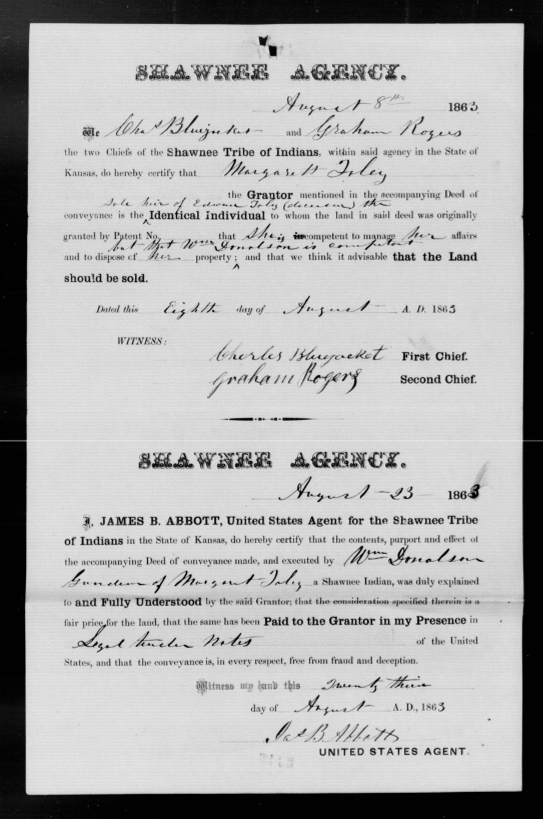 SHAWNEE AGENCY.
August 8th 1863
We Chas Bluejacket and Graham Rogers
the two Chiefs of the Shawnee Tribe of Indians, within said agency in the State of
Kansas, do hereby certify that Margarett Foley
the Grantor mentioned in the accompanying Deed of
sole heir of Edward Foley (deceased) the
conveyance is the ^ Identical Individual to whom the land in said deed was originally
granted by Patent No. that she is incompetent to manage her affairs
but that Wm Donalson is competent
and to dispose of her property; ^ and that we think it advisable that the Land
should be sold.
Dated this Eighth day of August A. D. 1863
WITNESS:
Charles Bluejacket First Chief.
Graham Rogers Second Chief.
SHAWNEE AGENCY.
August 23 1863
I, JAMES B. ABBOTT, United States Agent for the Shawnee Tribe
of Indians in the State of Kansas, do hereby certify that the contents, purport and effect of
the accompanying Deed of conveyance made, and executed by Wm Donalson
Gurdien of Margaret Foley a Shawnee Indian, was duly explained
to and Fully Understood by the said Grantor; that the consideration specified therein is a
fair price for the land, that the same has been Paid to the Grantor in my Presence in
Legal tender Notes of the United
States, and that the conveyance is, in every respect, free from fraud and deception.
Witness my hand this Twenty third
day of August A. D., 1863
Jas B Abbott
UNITED STATES AGENT.